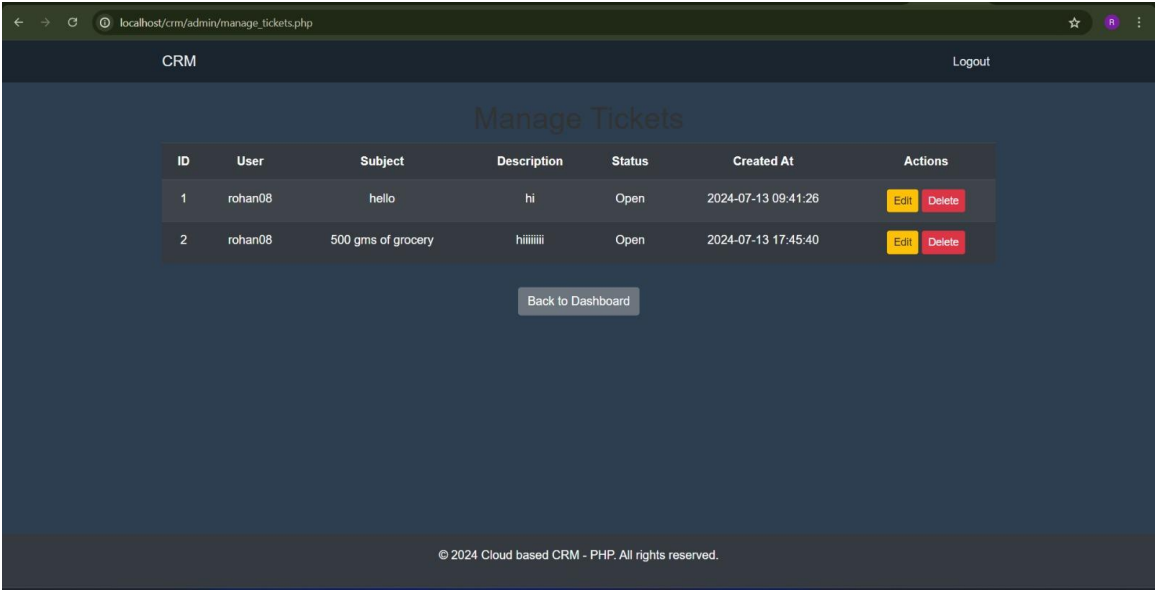 localhost/crm/admin/manage_tickets.php
R
CRM Logout
Manage Tickets
ID User Subject Description Status Created At Actions
1 rohan08 hello hi Open 2024-07-13 09:41:26 Edit Delete
2 rohan08 500 gms of grocery hiiiiiiii Open 2024-07-13 17:45:40 Edit Delete
Back to Dashboard
© 2024 Cloud based CRM - PHP. All rights reserved.